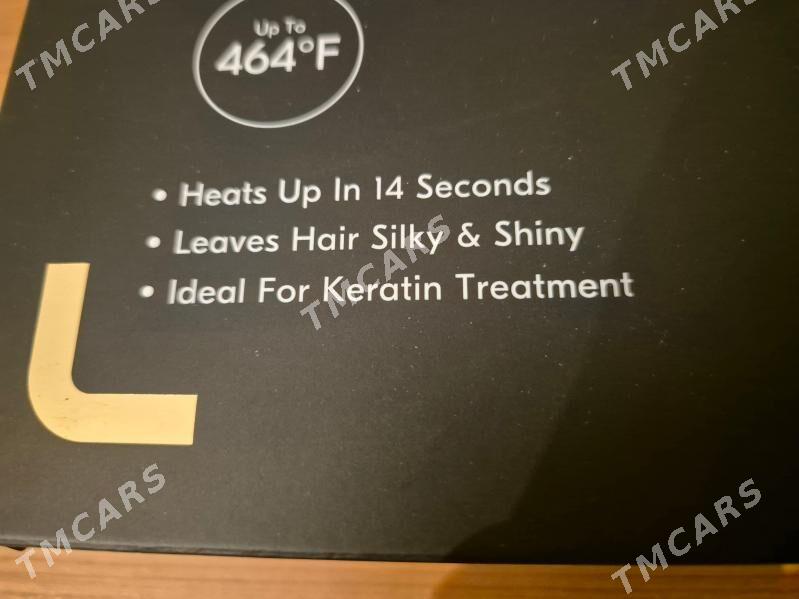 Up To
464°F
• Heats Up In 14 Seconds
• Leaves Hair Silky & Shiny
• Ideal For Keratin Treatment
TMCARS
TMCARS
TMCARS
TMCARS
TMCARS